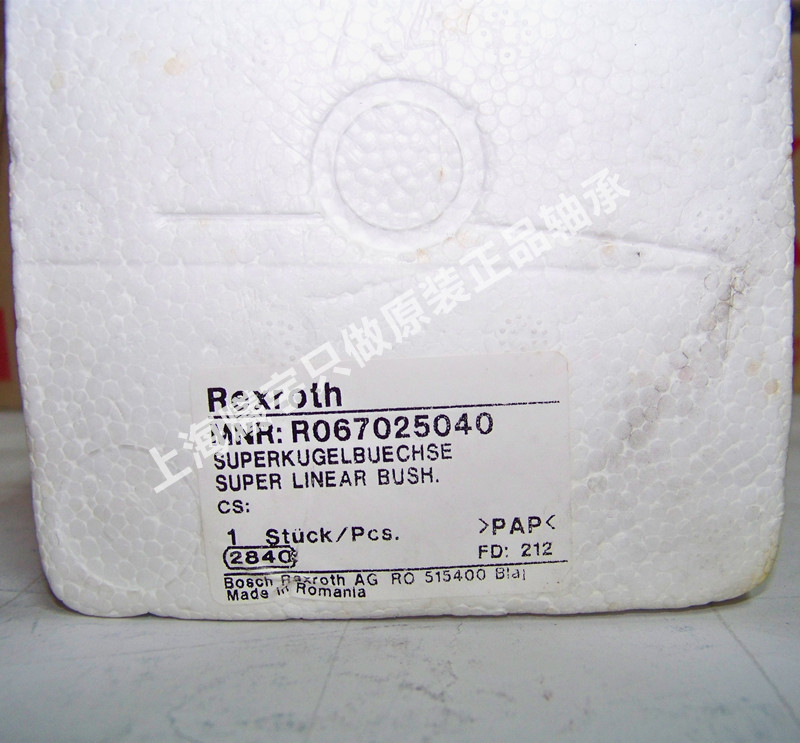 上海 只做原装正品轴承
Rexroth
MNR: R067025040
SUPERKUGELBUECHSE
SUPER LINEAR BUSH.
CS:
1 Stück/Pcs. >PAP<
2840 FD: 212
Bosch Rexroth AG RO 515400 Blaj
Made in Romania